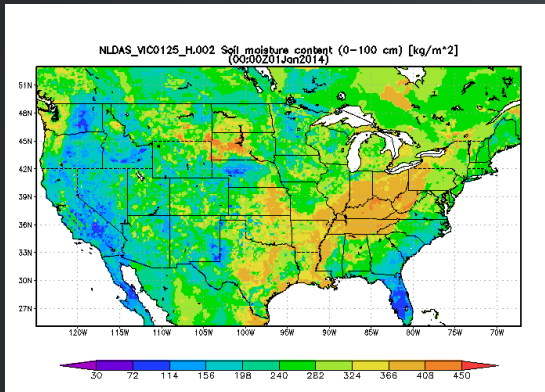 NLDAS_VIC0125_H.002 Soil moisture content (0-100 cm) [kg/m^2]
(00:00Z01Jan2014)
51N
48N
45N
42N
39N
36N
33N
30N
27N
120W 115W 110W 105W 100W 95W 90W 85W 80W 75W 70W
30 72 114 156 198 240 282 324 366 408 450